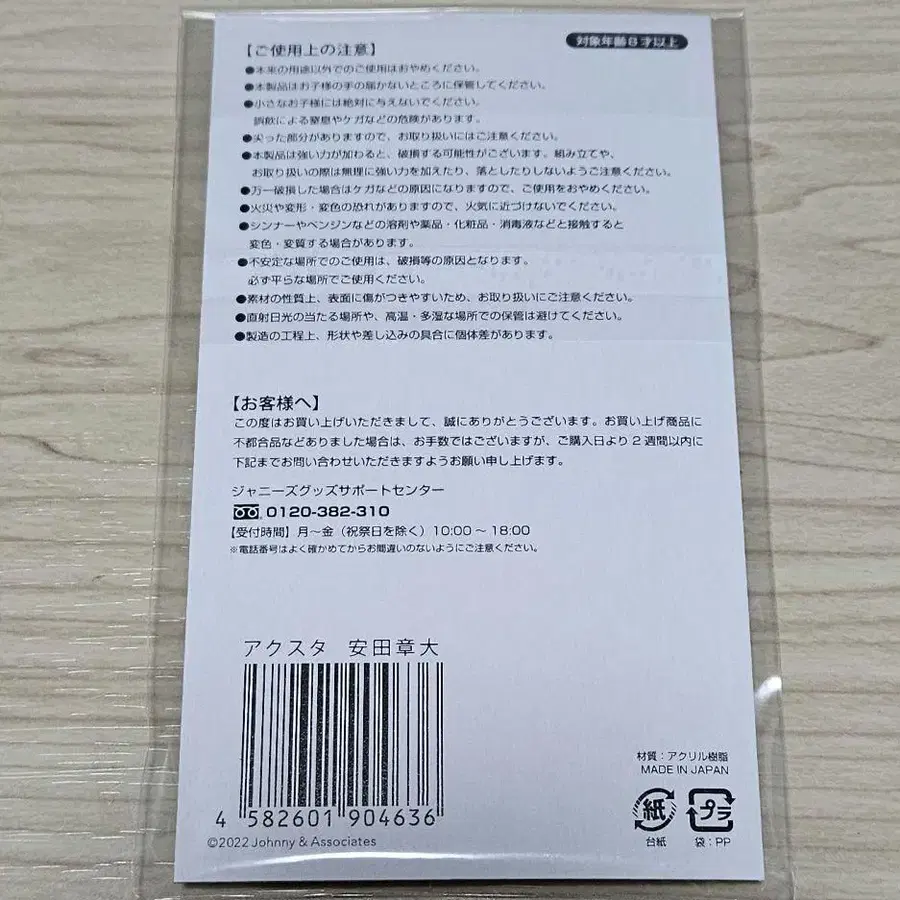 【ご使用上の注意】
対象年齢8才以上
●本来の用途以外でのご使用はおやめください。
●本製品はお子様の手の届かないところに保管してください。
●小さなお子様には絶対に与えないでください。
誤飲による窒息やケガなどの危険があります。
●尖った部分がありますので、お取り扱いにはご注意ください。
●本製品は強い力が加わると、破損する可能性がございます。組み立てや、
お取り扱いの際は無理に強い力を加えたり、落としたりしないようご注意ください。
●万一破損した場合はケガなどの原因になりますので、ご使用をおやめください。
●火災や変形・変色の恐れがありますので、火気に近づけないでください。
●シンナーやベンジンなどの溶剤や薬品・化粧品・消毒液などと接触すると
変色・変質する場合があります。
●不安定な場所でのご使用は、破損等の原因となります。
必ず平らな場所でご使用ください。
●素材の性質上、表面に傷がつきやすいため、お取り扱いにご注意ください。
●直射日光の当たる場所や、高温・多湿な場所での保管は避けてください。
●製造の工程上、形状や差し込みの具合に個体差があります。
【お客様へ】
この度はお買い上げいただきまして、誠にありがとうございます。お買い上げ商品に
不都合品などありました場合は、お手数ではございますが、ご購入日より2週間以内に
下記までお問い合わせいただきますようお願い申し上げます。
ジャニーズグッズサポートセンター
0120-382-310
【受付時間】月～金（祝祭日を除く）10:00～18:00
※電話番号はよく確かめてからお間違いのないようにご注意ください。
アクスタ 安田章大
4 582601 904636
©2022 Johnny & Associates
材質：アクリル樹脂
MADE IN JAPAN
紙 プラ
台紙 袋：PP